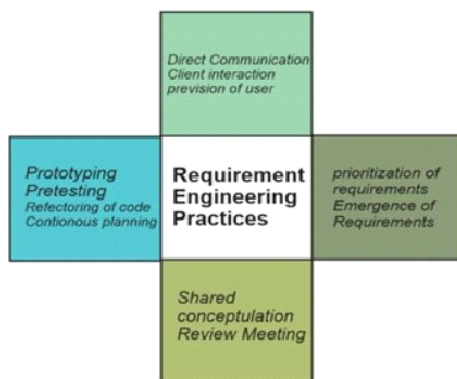 Direct Communication
Client interaction
prevision of user
Prototyping
Pretesting
Refectoring of code
Contionous planning
Requirement
Engineering
Practices
prioritization of
requirements
Emergence of
Requirements
Shared
conceptulation
Review Meeting